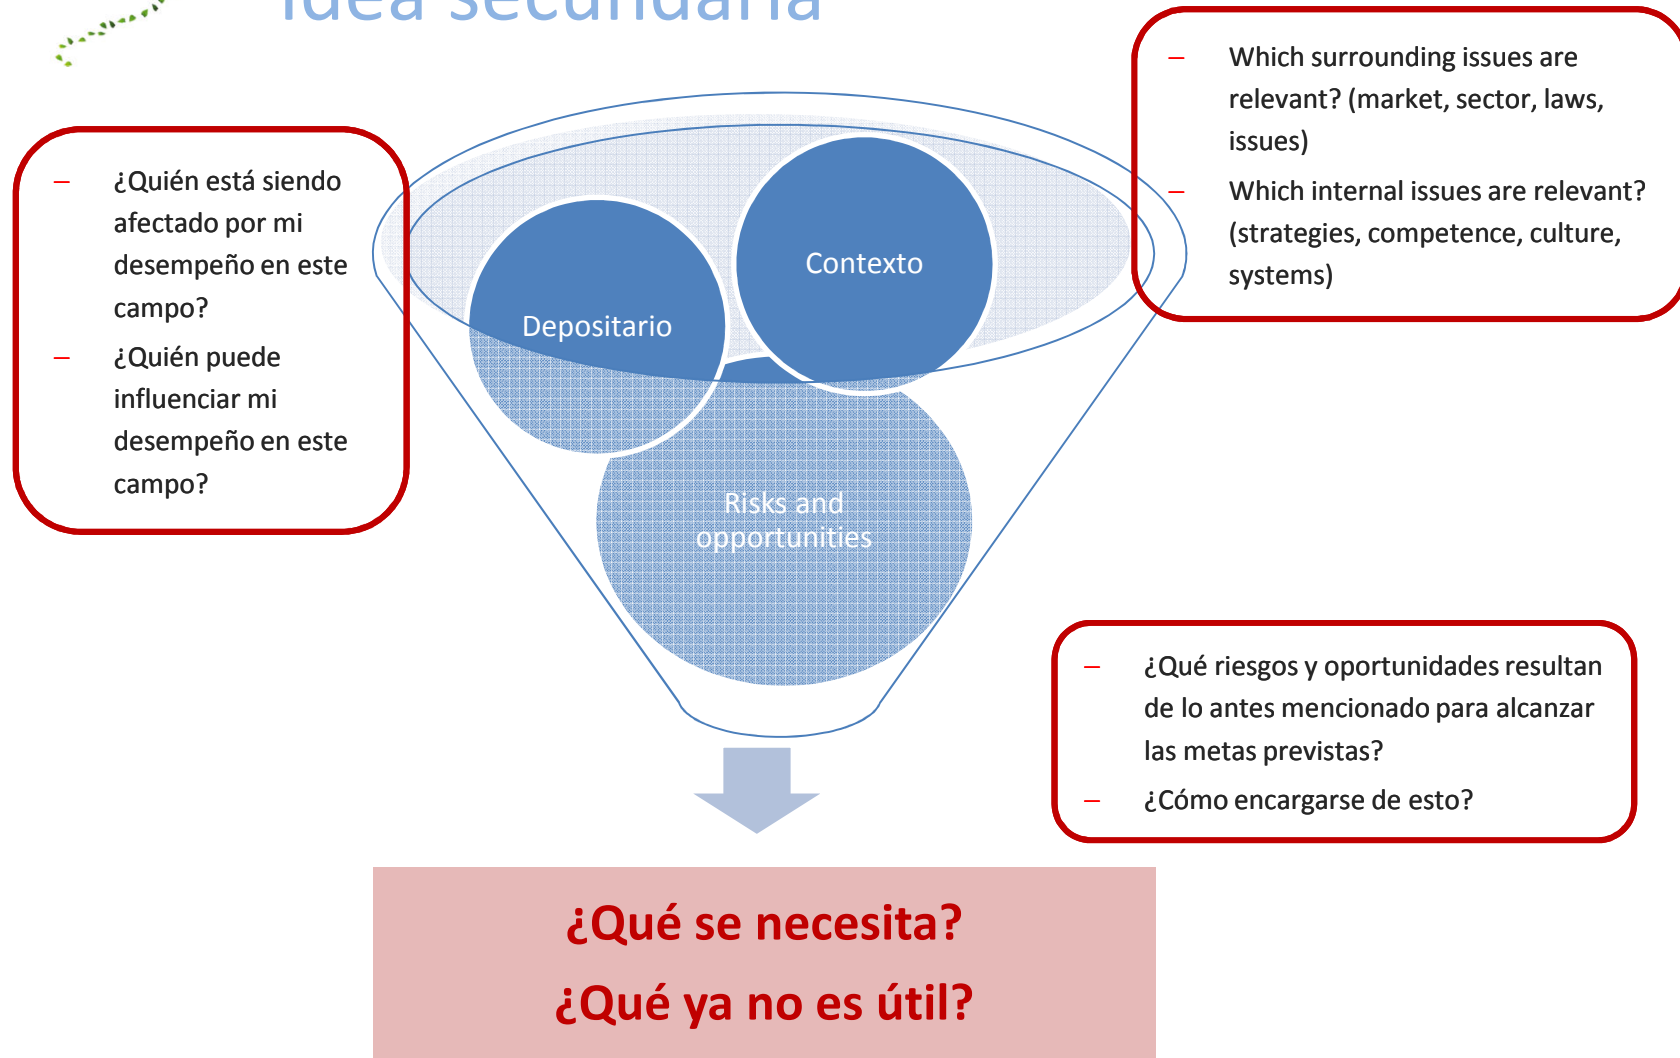 Idea secundaria
– Which surrounding issues are
relevant? (market, sector, laws,
issues)
– Which internal issues are relevant?
(strategies, competence, culture,
systems)
– ¿Quién está siendo
afectado por mi
desempeño en este
campo?
– ¿Quién puede
influenciar mi
desempeño en este
campo?
Contexto
Depositario
Risks and
opportunities
– ¿Qué riesgos y oportunidades resultan
de lo antes mencionado para alcanzar
las metas previstas?
– ¿Cómo encargarse de esto?
¿Qué se necesita?
¿Qué ya no es útil?